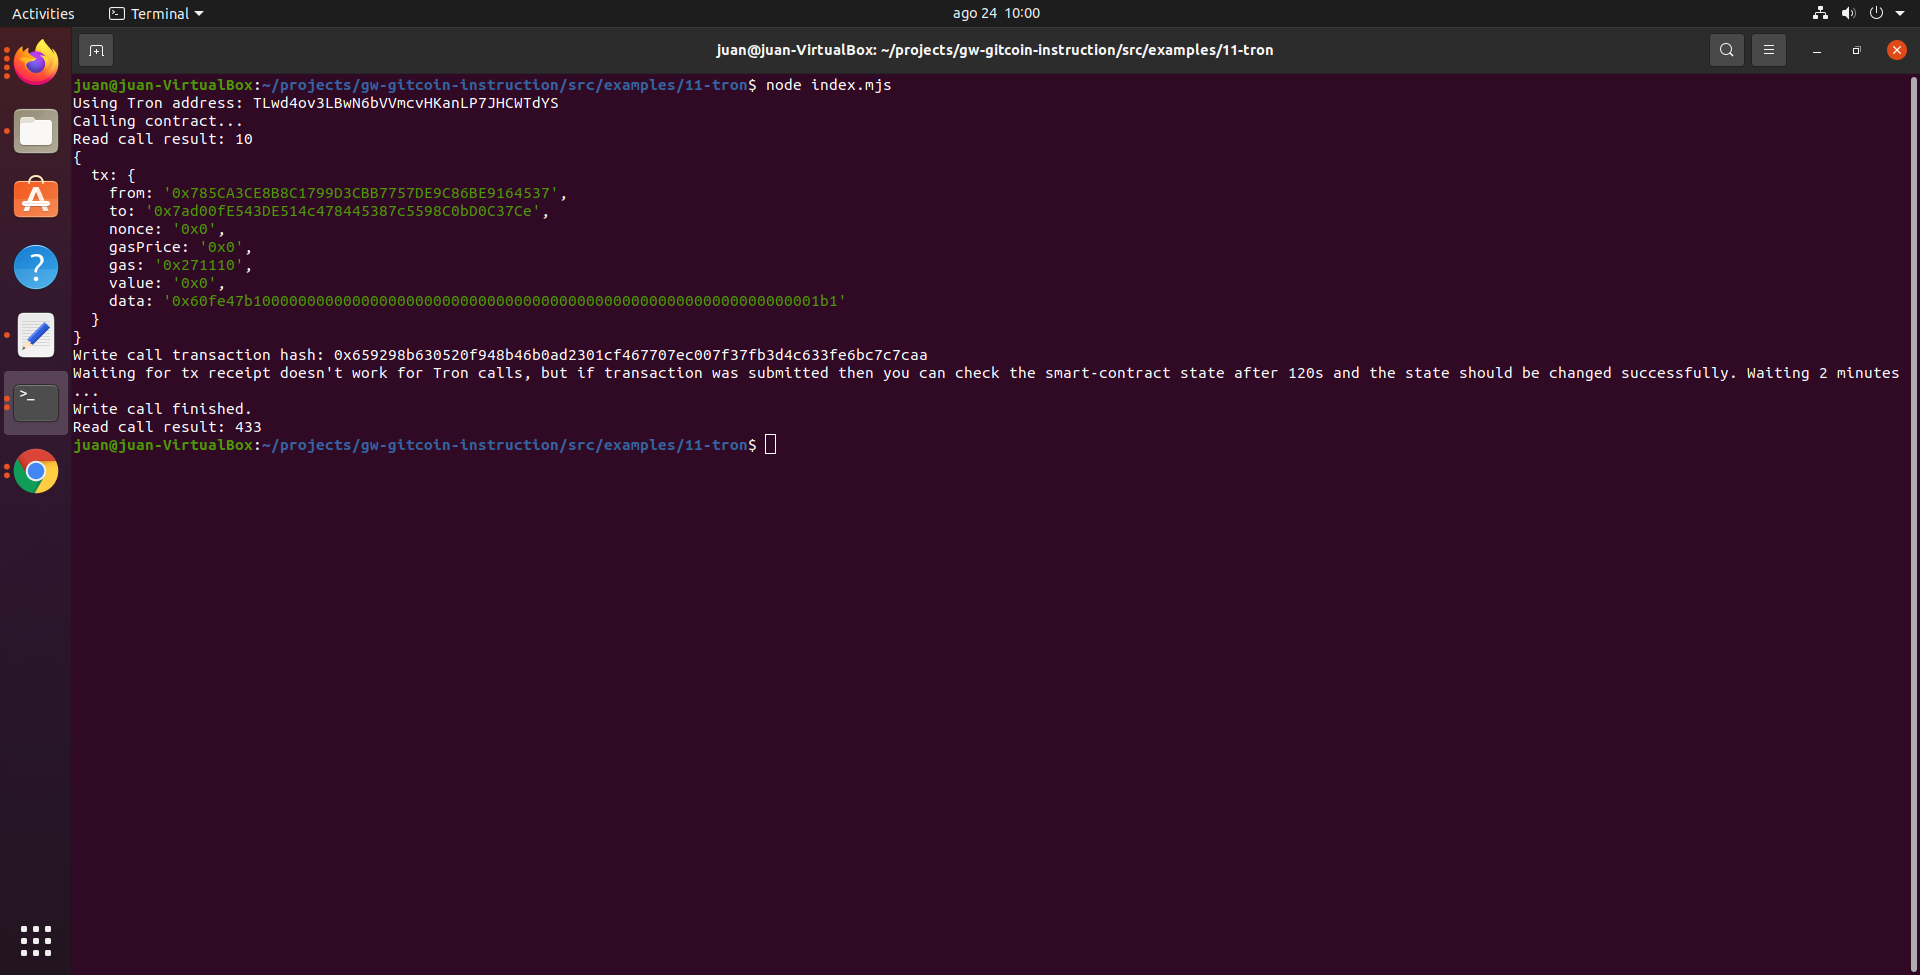 Activities
Terminal
ago 24 10:00
juan@juan-VirtualBox: ~/projects/gw-gitcoin-instruction/src/examples/11-tron
juan@juan-VirtualBox:~/projects/gw-gitcoin-instruction/src/examples/11-tron$ node index.mjs
Using Tron address: TLwd4ov3LBwN6bVVmcvHKanLP7JHCWTdYS
Calling contract...
Read call result: 10
{
  tx: {
    from: '0x785CA3CE8B8C1799D3CBB7757DE9C86BE9164537',
    to: '0x7ad00fE543DE514c478445387c5598C0bD0C37Ce',
    nonce: '0x0',
    gasPrice: '0x0',
    gas: '0x271110',
    value: '0x0',
    data: '0x60fe47b100000000000000000000000000000000000000000000000000000000000001b1'
  }
}
Write call transaction hash: 0x659298b630520f948b46b0ad2301cf467707ec007f37fb3d4c633fe6bc7c7caa
Waiting for tx receipt doesn't work for Tron calls, but if transaction was submitted then you can check the smart-contract state after 120s and the state should be changed successfully. Waiting 2 minutes
...
Write call finished.
Read call result: 433
juan@juan-VirtualBox:~/projects/gw-gitcoin-instruction/src/examples/11-tron$